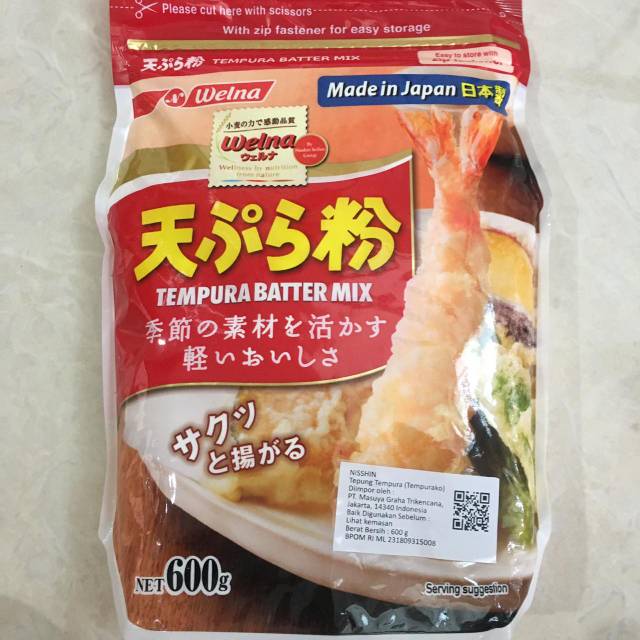 Please cut here with scissors
With zip fastener for easy storage
天ぷら粉 TEMPURA BATTER MIX
Easy to store with
Welna
Made in Japan 日本製
小麦の力で感動品質
Welna
ウェルナ
By Nisshin Seifun Group
Wellness by nutrition
from nature
天ぷら粉
TEMPURA BATTER MIX
季節の素材を活かす
軽いおいしさ
サクッ
と揚がる
NISSHIN
Tepung Tempura (Tempurako)
Diimpor oleh :
PT. Masuya Graha Trikencana,
Jakarta, 14340 Indonesia
Baik Digunakan Sebelum :
Lihat kemasan
Berat Bersih : 600 g
BPOM RI ML 231809315008
NET 600g
Serving suggestion